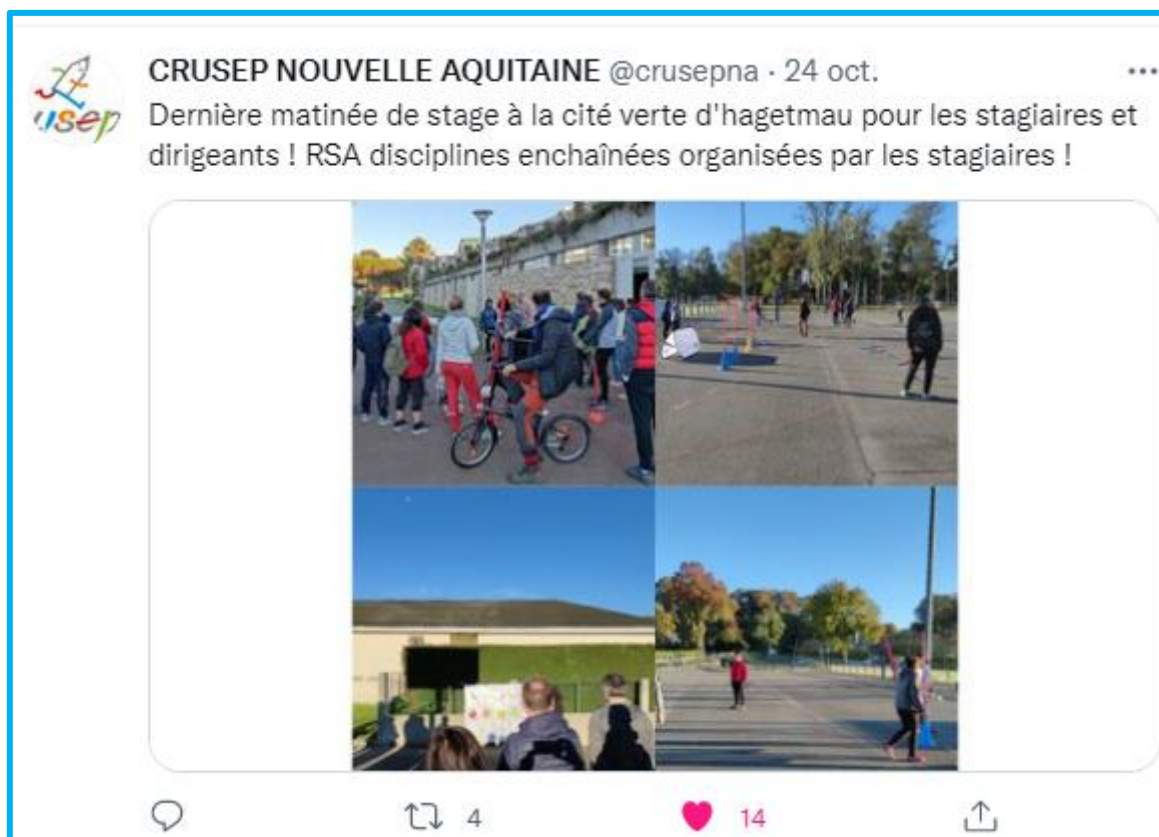 CRUSEP NOUVELLE AQUITAINE @crusepna · 24 oct.
Dernière matinée de stage à la cité verte d'hagetmau pour les stagiaires et
dirigeants ! RSA disciplines enchaînées organisées par les stagiaires !
usep
4
14